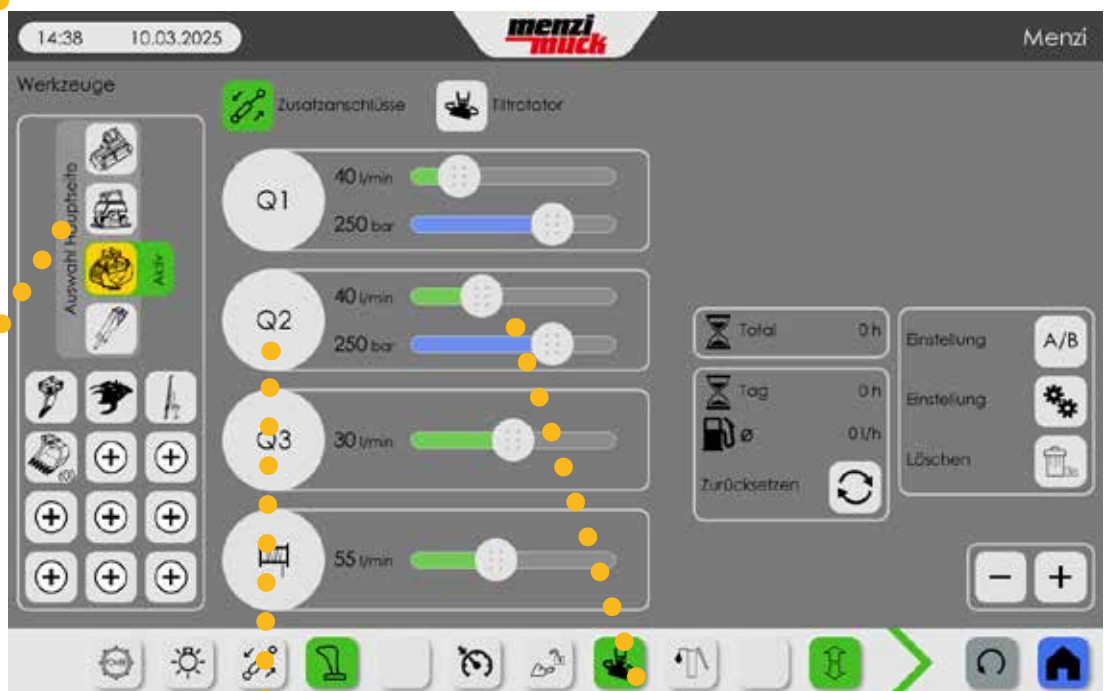 14:38 10.03.2025
menzi muck
Menzi
Werkzeuge
Zusatzanschlüsse
Tiltrotator
Auswahl Hauptseite
Aktiv
Q1
40 l/min
250 bar
Q2
40 l/min
250 bar
Q3
30 l/min
55 l/min
600
Total 0 h
Tag 0 h
Ø 0 l/h
Zurücksetzen
Einstellung A/B
Einstellung
Löschen 3s
- +